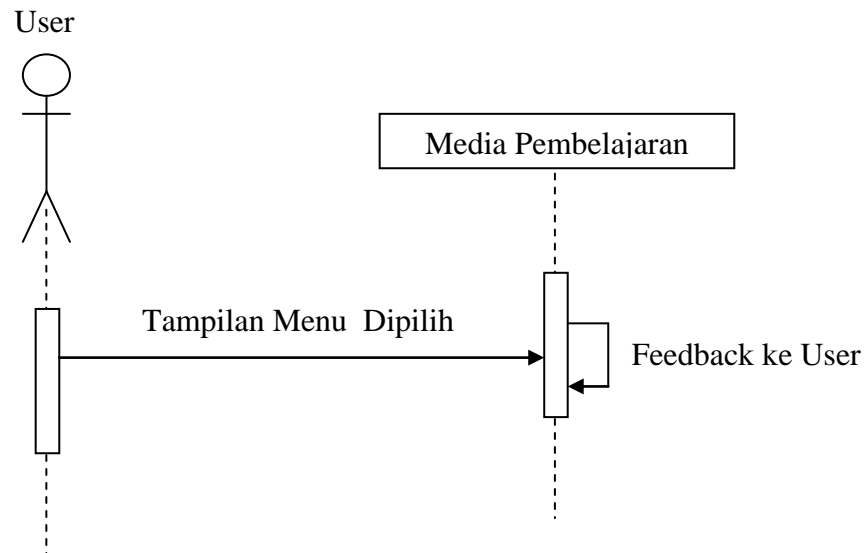 User
Media Pembelajaran
Tampilan Menu Dipilih
Feedback ke User